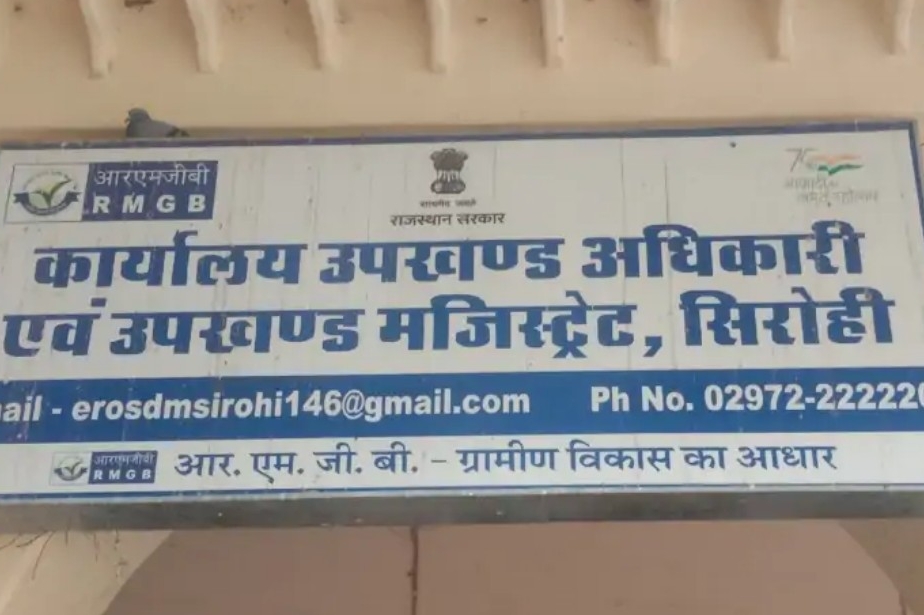 आरएमजीबी
RMGB
राजस्थान सरकार
कार्यालय उपखण्ड अधिकारी
एवं उपखण्ड मजिस्ट्रेट, सिरोही
ail - erosdmsirohi146@gmail.com Ph No. 02972-222220
आरएमजीबी
RMGB
आर. एम. जी. बी. – ग्रामीण विकास का आधार